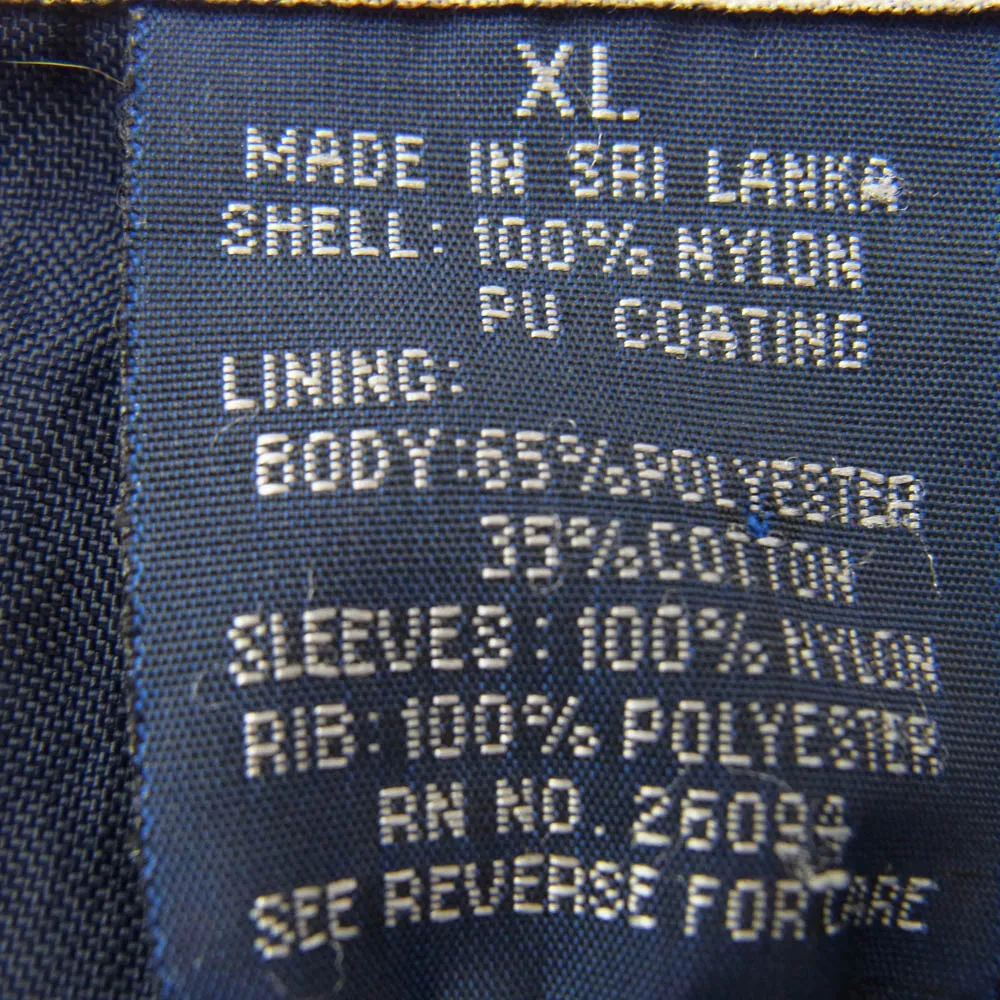 XL
MADE IN SRI LANKA
SHELL: 100% NYLON
PU COATING
LINING:
BODY:65%POLYESTER
35%COTTON
SLEEVES: 100% NYLON
RIB: 100% POLYESTER
RN NO.
SEE REVERSE FOR CARE